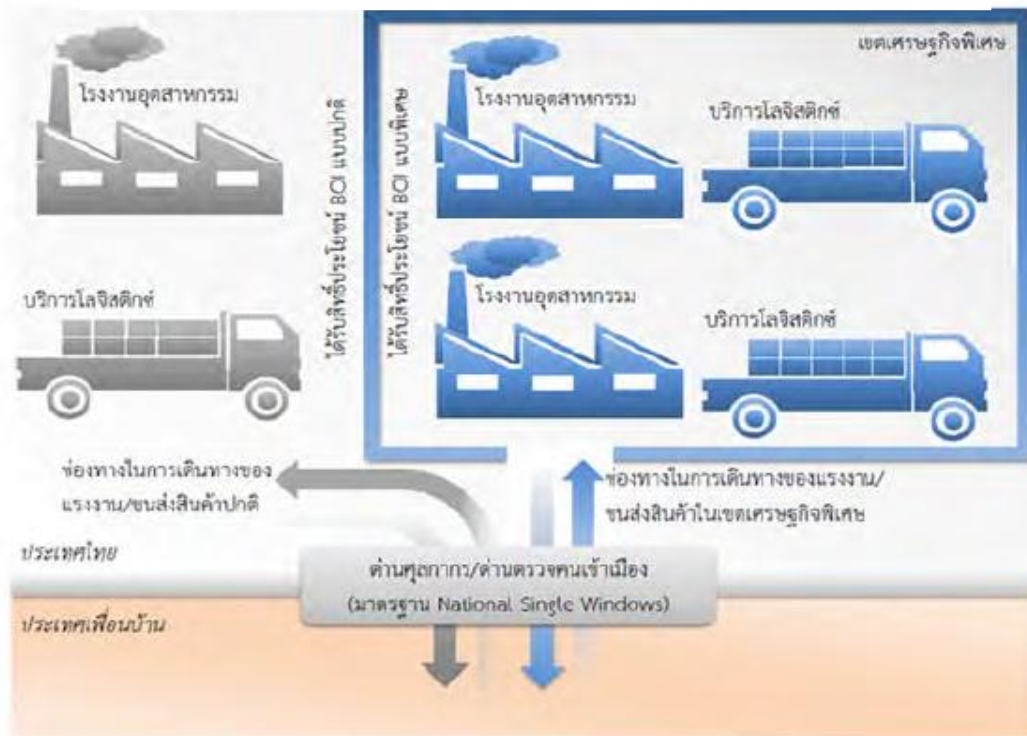 เขตเศรษฐกิจพิเศษ
โรงงานอุตสาหกรรม
ได้รับสิทธิ์ประโยชน์ BOI แบบปกติ
ได้รับสิทธิ์ประโยชน์ BOI แบบพิเศษ
โรงงานอุตสาหกรรม
บริการโลจิสติกซ์
บริการโลจิสติกซ์
โรงงานอุตสาหกรรม
บริการโลจิสติกซ์
ช่องทางในการเดินทางของ
แรงงาน/ขนส่งสินค้าปกติ
ช่องทางในการเดินทางของแรงงาน/
ขนส่งสินค้าในเขตเศรษฐกิจพิเศษ
ประเทศไทย
ด่านศุลกากร/ด่านตรวจคนเข้าเมือง
(มาตรฐาน National Single Windows)
ประเทศเพื่อนบ้าน